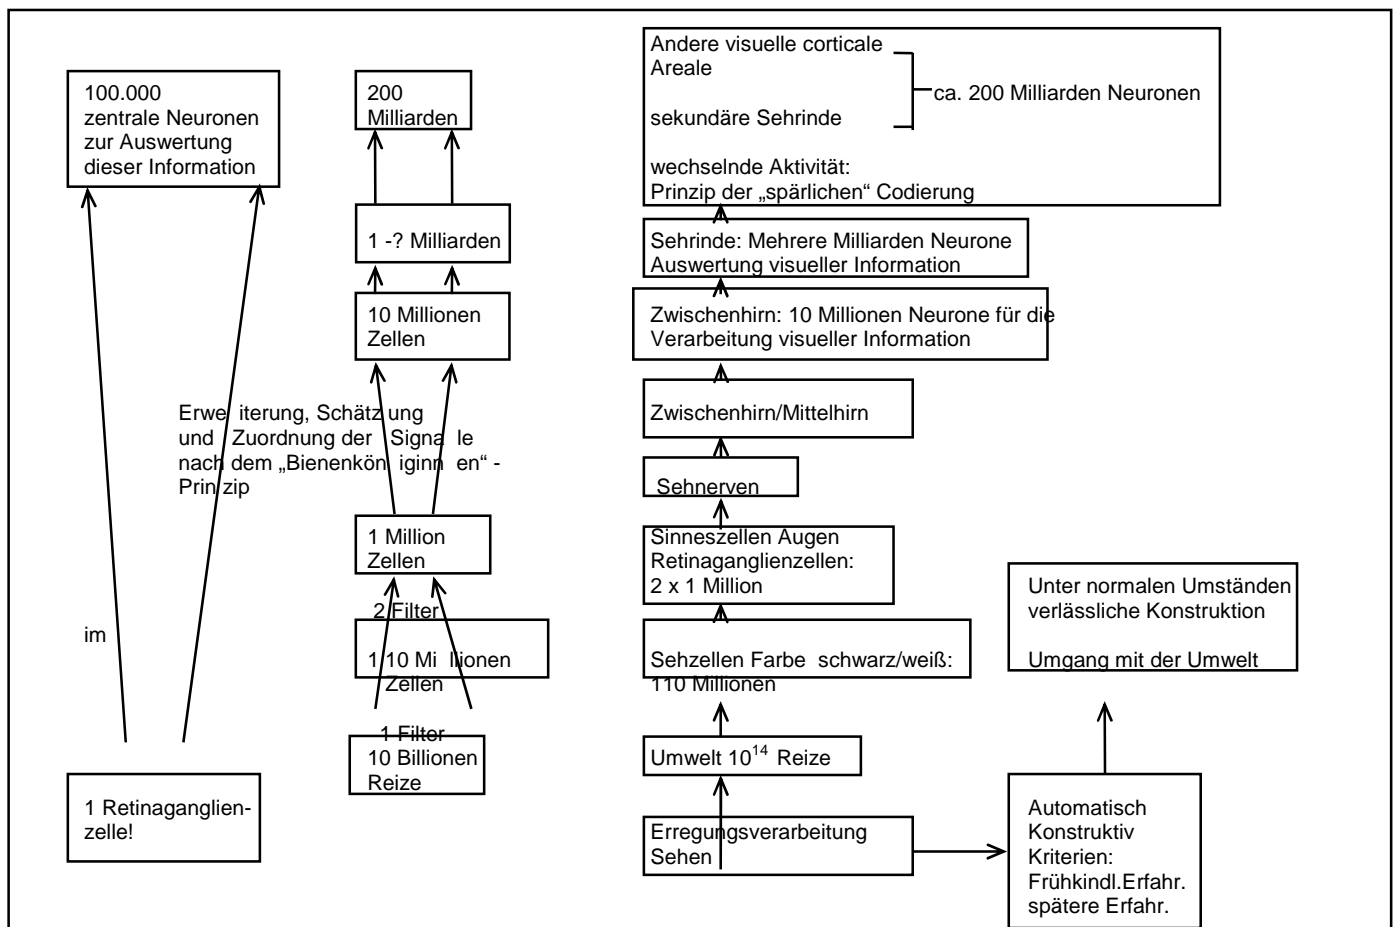 100.000
zentrale Neuronen
zur Auswertung
dieser Information
im
1 Retinaganglien-
zelle!
200
Milliarden
1 -? Milliarden
10 Millionen
Zellen
Erwe iterung, Schätz ung
und Zuordnung der Signa le
nach dem „Bienenkön iginn en“ -
Prin zip
1 Million
Zellen
2 Filter
1 10 Mi llionen
Zellen
1 Filter
10 Billionen
Reize
Andere visuelle corticale
Areale
ca. 200 Milliarden Neuronen
sekundäre Sehrinde
wechselnde Aktivität:
Prinzip der „spärlichen“ Codierung
Sehrinde: Mehrere Milliarden Neurone
Auswertung visueller Information
Zwischenhirn: 10 Millionen Neurone für die
Verarbeitung visueller Information
Zwischenhirn/Mittelhirn
Sehnerven
Sinneszellen Augen
Retinaganglienzellen:
2 x 1 Million
Sehzellen Farbe schwarz/weiß:
110 Millionen
Umwelt 10¹⁴ Reize
Erregungsverarbeitung
Sehen
Unter normalen Umständen
verlässliche Konstruktion
Umgang mit der Umwelt
Automatisch
Konstruktiv
Kriterien:
Frühkindl.Erfahr.
spätere Erfahr.